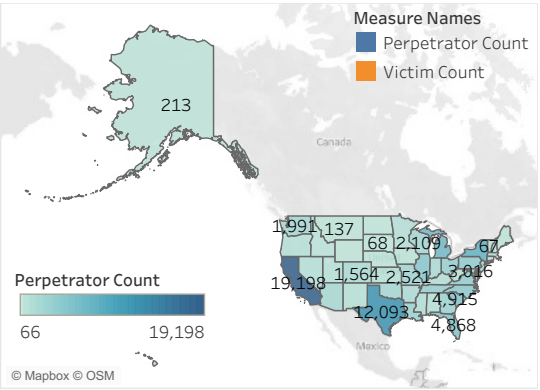 Measure Names
Perpetrator Count
Victim Count
213
Canada
1,991
137
68
2,109
67
19,198
1,564
2,521
3,016
12,093
4,915
4,868
Mexico
Perpetrator Count
66
19,198
© Mapbox © OSM